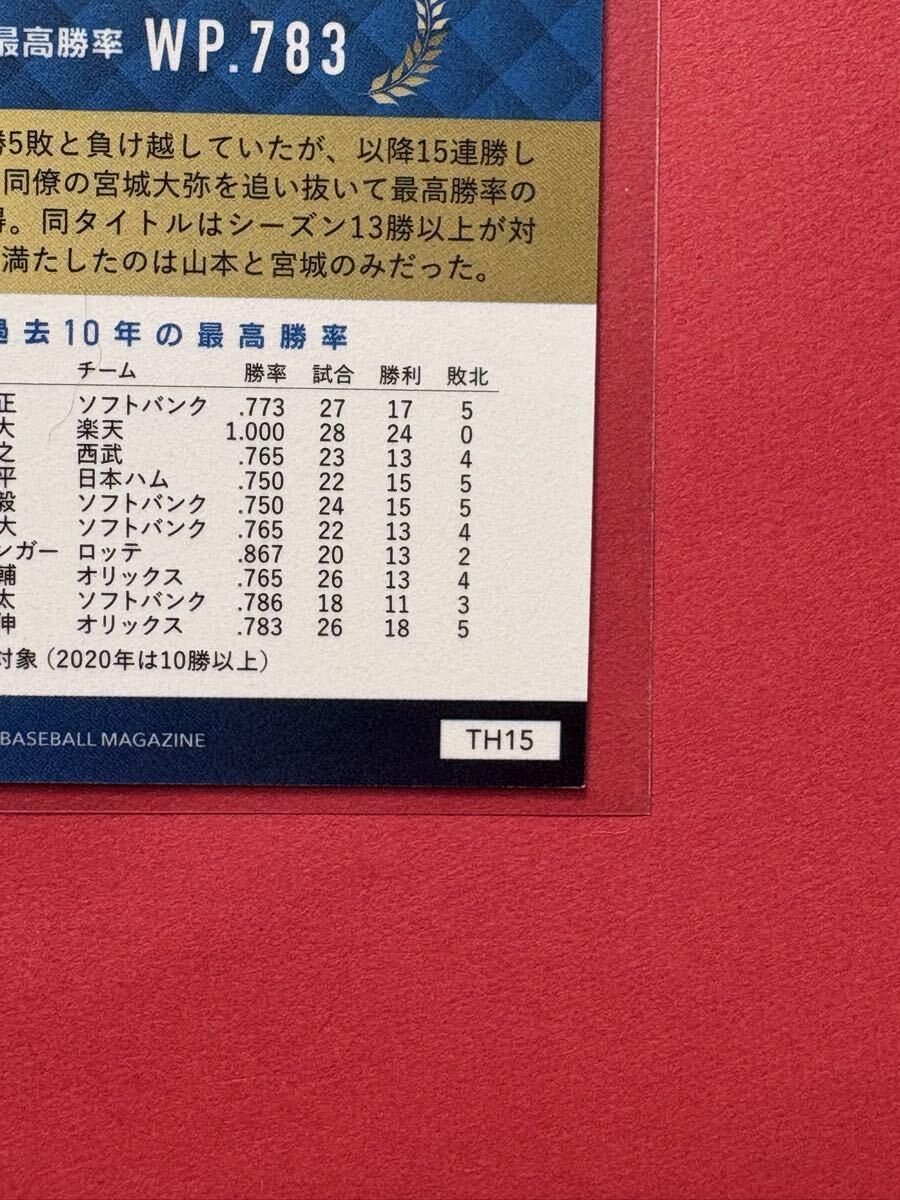 最高勝率 WP.783
勝5敗と負け越していたが、以降15連勝し
同僚の宮城大弥を追い抜いて最高勝率の
得。同タイトルはシーズン13勝以上が対
満たしたのは山本と宮城のみだった。
過去10年の最高勝率
チーム 勝率 試合 勝利 敗北
正 ソフトバンク .773 27 17 5
大 楽天 1.000 28 24 0
之 西武 .765 23 13 4
平 日本ハム .750 22 15 5
毅 ソフトバンク .750 24 15 5
大 ソフトバンク .765 22 13 4
ンガー ロッテ .867 20 13 2
輔 オリックス .765 26 13 4
太 ソフトバンク .786 18 11 3
伸 オリックス .783 26 18 5
対象（2020年は10勝以上）
BASEBALL MAGAZINE
TH15